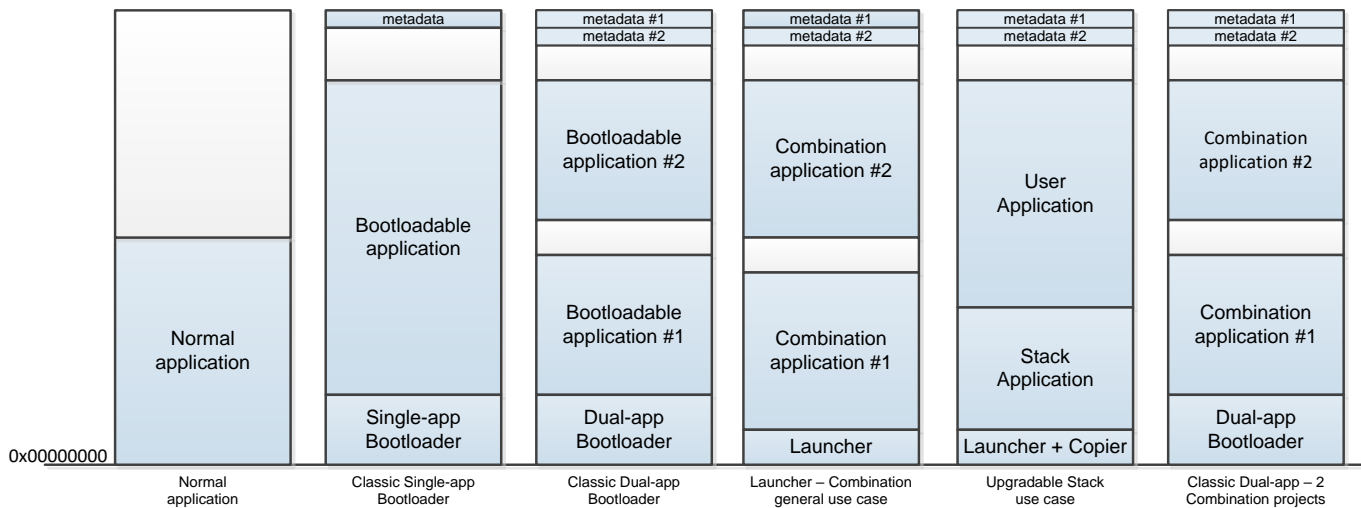 metadata
metadata #1
metadata #2
metadata #1
metadata #2
metadata #1
metadata #2
metadata #1
metadata #2
Normal
application
Bootloadable
application
Single-app
Bootloader
Bootloadable
application #2
Bootloadable
application #1
Dual-app
Bootloader
Combination
application #2
Combination
application #1
Launcher
User
Application
Stack
Application
Launcher + Copier
Combination
application #2
Combination
application #1
Dual-app
Bootloader
0x00000000
Normal
application
Classic Single-app
Bootloader
Classic Dual-app
Bootloader
Launcher – Combination
general use case
Upgradable Stack
use case
Classic Dual-app – 2
Combination projects